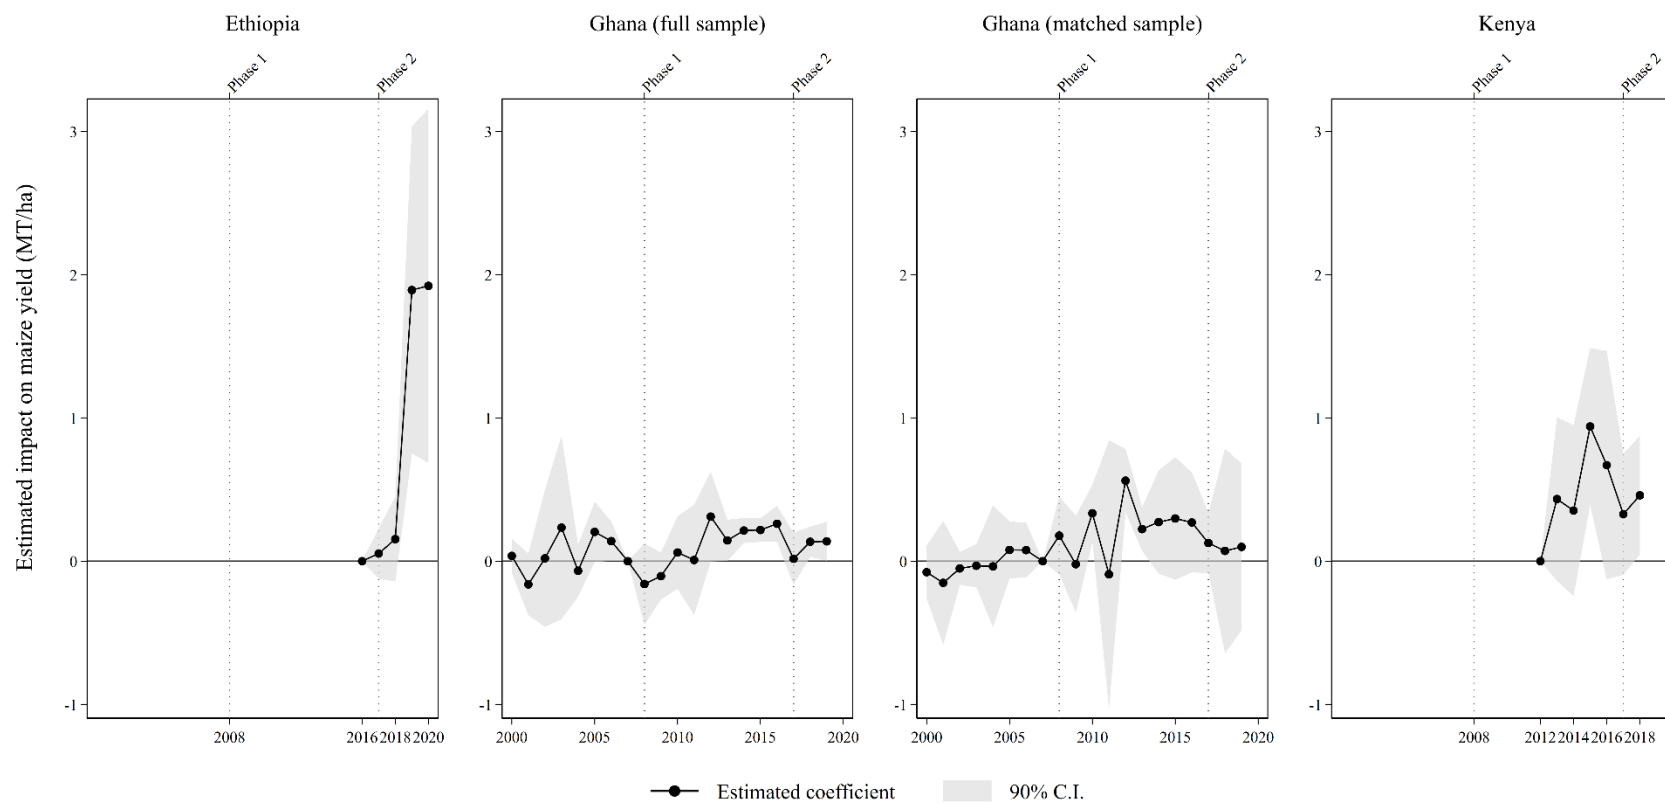 Ethiopia
Ghana (full sample)
Ghana (matched sample)
Kenya
Phase 1
Phase 2
Phase 1
Phase 2
Phase 1
Phase 2
Phase 1
Phase 2
Estimated impact on maize yield (MT/ha)
3
2
1
0
-1
3
2
1
0
-1
3
2
1
0
-1
3
2
1
0
-1
2008 2016 2018 2020
2000 2005 2010 2015 2020
2000 2005 2010 2015 2020
2008 2012 2014 2016 2018
Estimated coefficient
90% C.I.